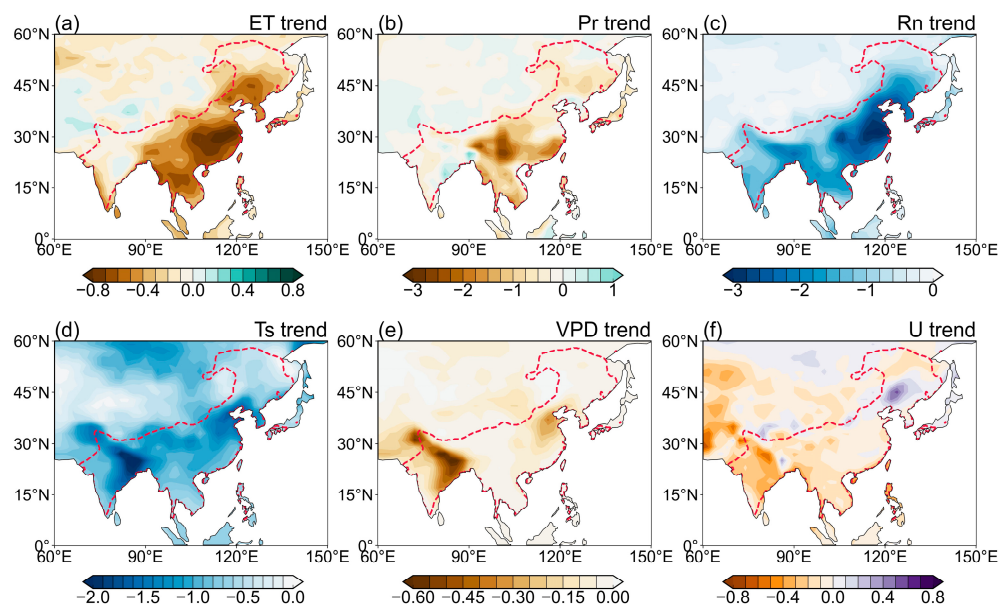 (a) ET trend (b) Pr trend (c) Rn trend
60°N 60°N 60°N
45°N 45°N 45°N
30°N 30°N 30°N
15°N 15°N 15°N
0° 0° 0°
60°E 90°E 120°E 150°E 60°E 90°E 120°E 150°E 60°E 90°E 120°E 150°E
−0.8 −0.4 0.0 0.4 0.8 −3 −2 −1 0 1 −3 −2 −1 0
(d) Ts trend (e) VPD trend (f) U trend
60°N 60°N 60°N
45°N 45°N 45°N
30°N 30°N 30°N
15°N 15°N 15°N
0° 0° 0°
60°E 90°E 120°E 150°E 60°E 90°E 120°E 150°E 60°E 90°E 120°E 150°E
−2.0 −1.5 −1.0 −0.5 0.0 −0.60 −0.45 −0.30 −0.15 0.00 −0.8 −0.4 0.0 0.4 0.8